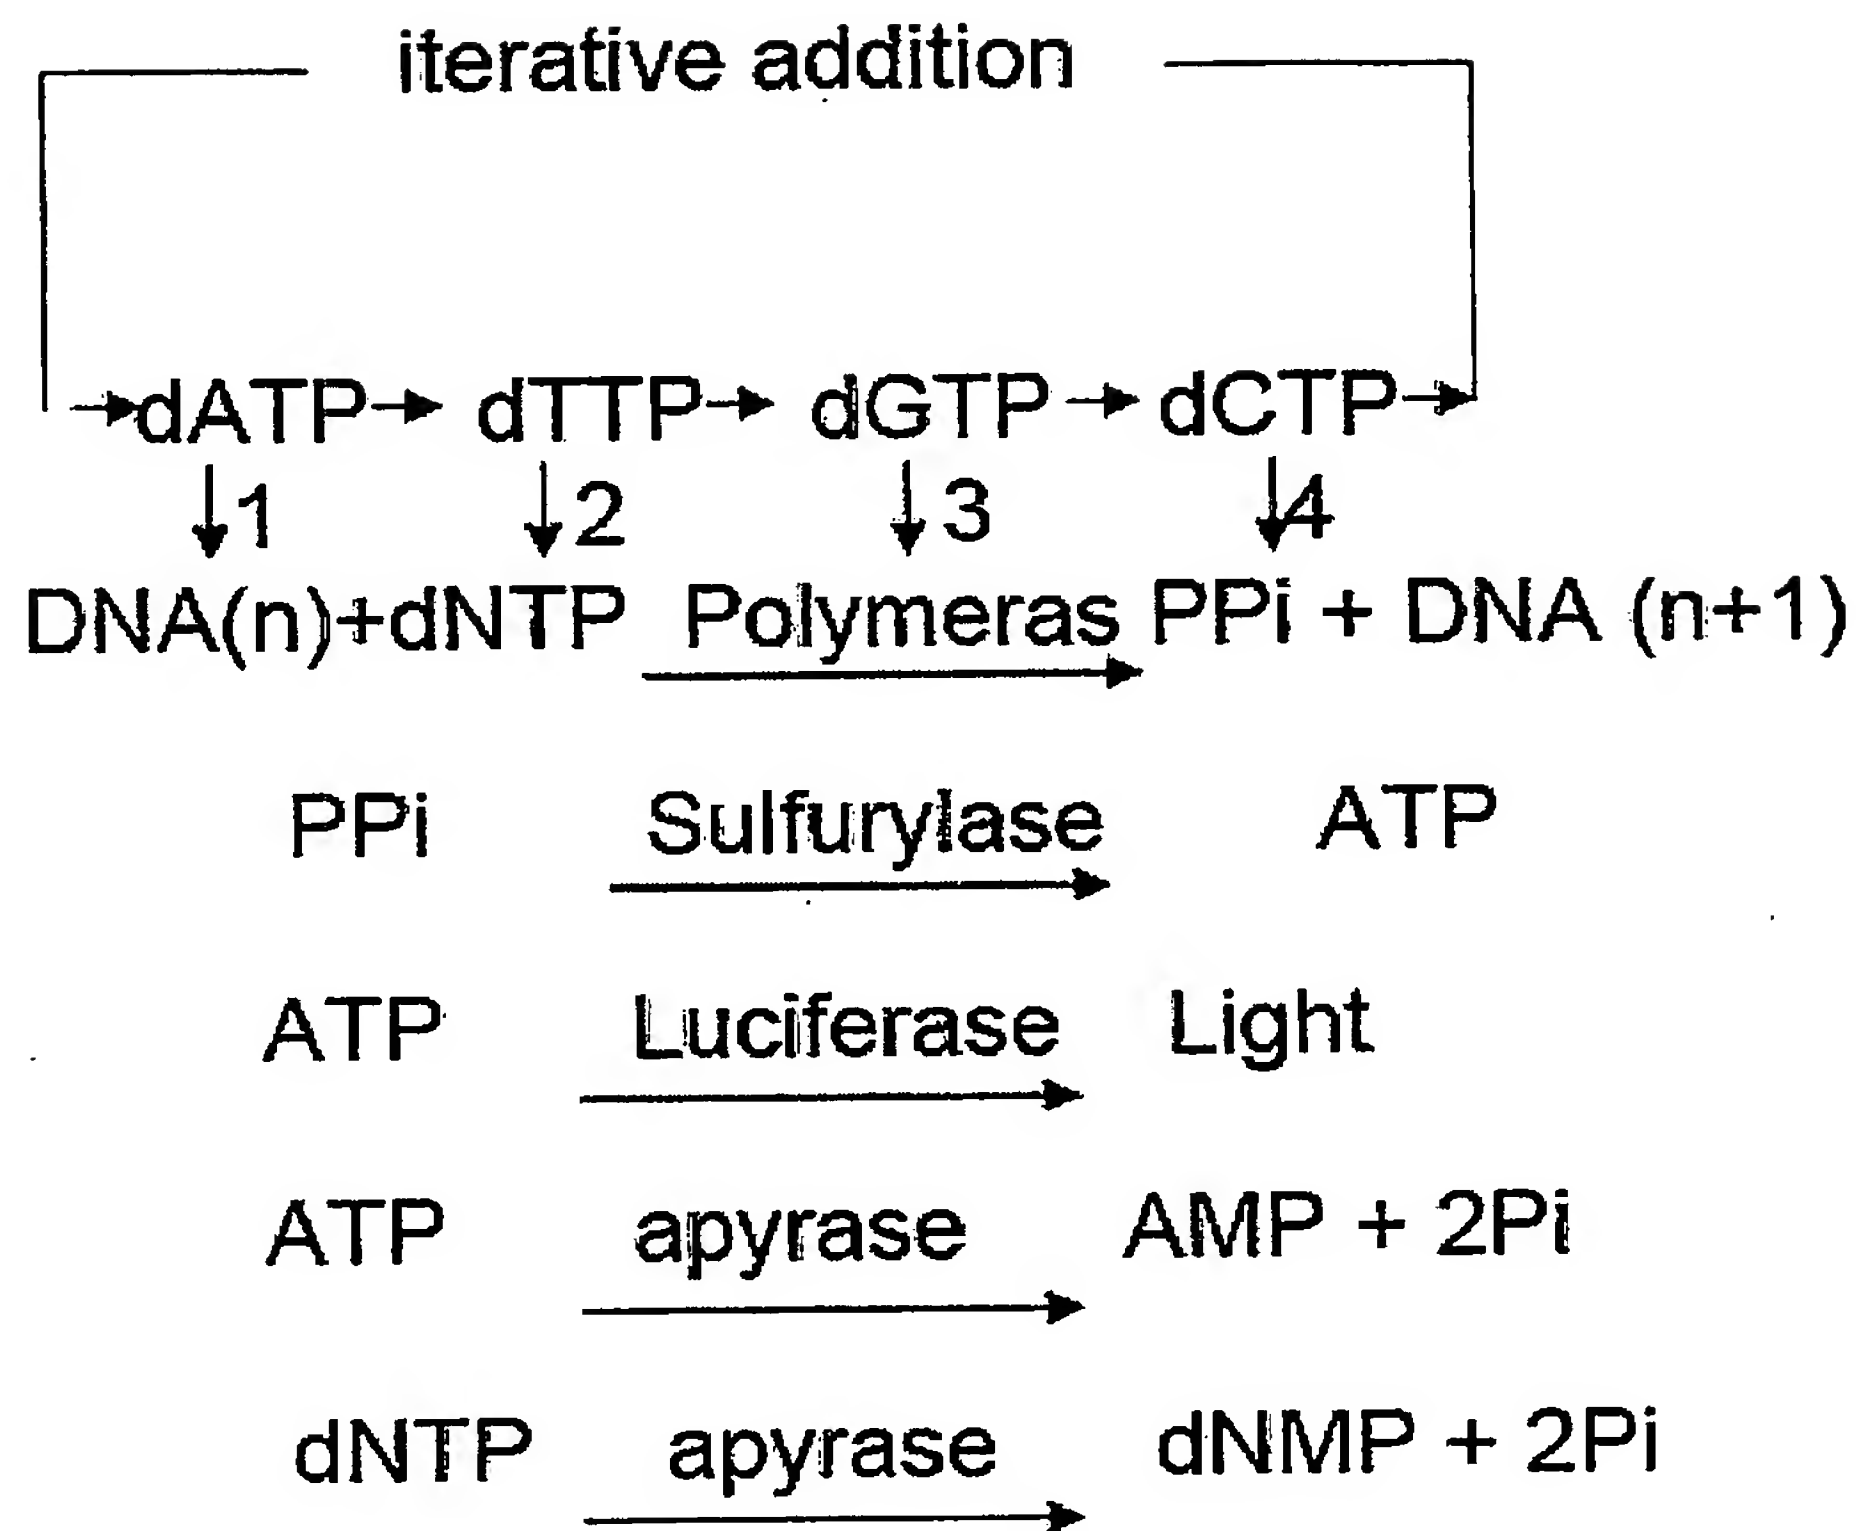 iterative addition
dATP dTTP dGTP dCTP
1 2 3 4
DNA(n)+dNTP Polymeras PPi + DNA (n+1)
PPi Sulfurylase ATP
ATP Luciferase Light
ATP apyrase AMP + 2Pi
dNTP apyrase dNMP + 2Pi